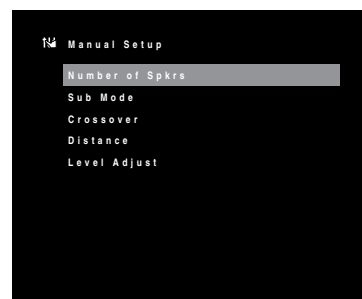 Manual Setup
Number of Spkrs
Sub Mode
Crossover
Distance
Level Adjust